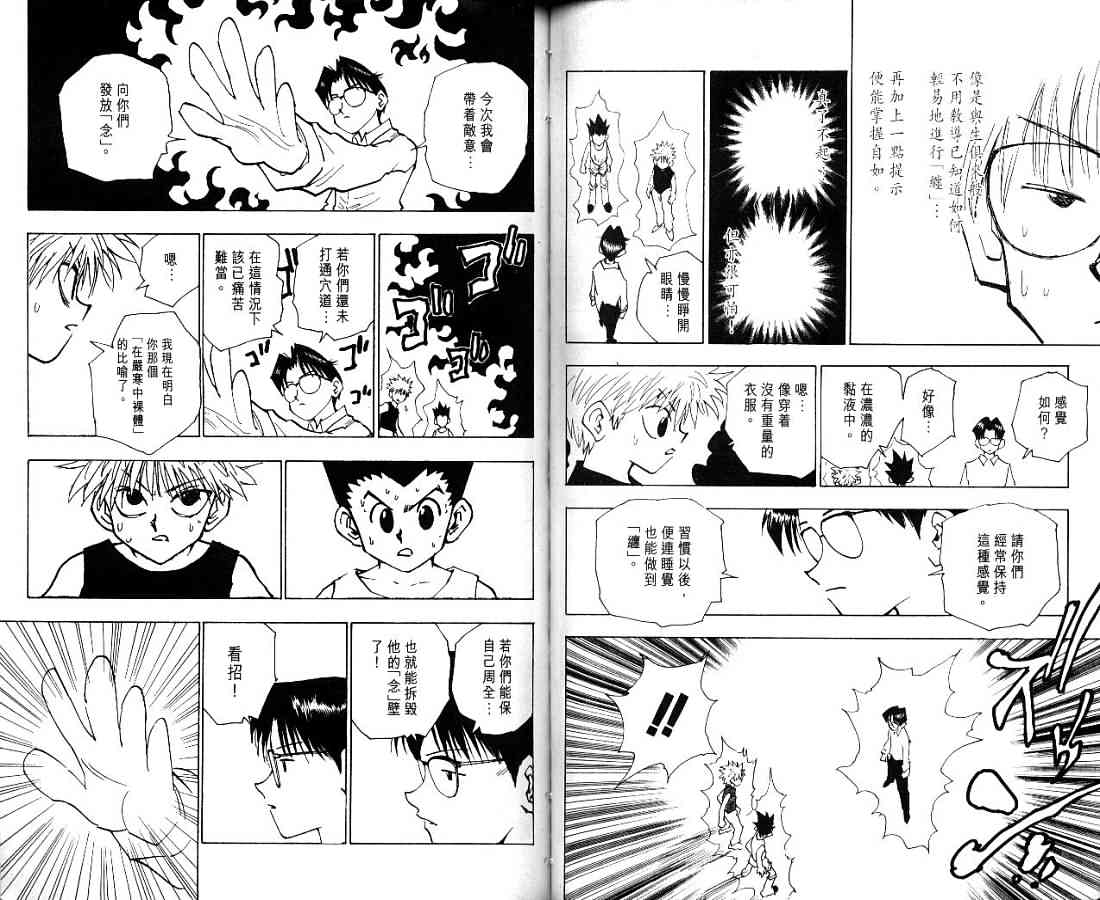 像是與生俱來般
不用教導已知道如何
輕易地進行「纏」…
再加上一點提示
便能掌握自如。
真了不起…
但亦很可怕！
慢慢睜開
眼睛…
感覺
如何？
好像…
在濃濃的
黏液中。
嗯…
像穿着
沒有重量的
衣服。
請你們
經常保持
這種感覺。
習慣以後，
便連睡覺
也能做到
「纏」。
!!
今次我會
帶着敵意…
向你們
發放「念」。
ゴゴゴ
ゴゴゴ
若你們還未
打通穴道…
在這情況下
該已痛苦
難當。
嗯…
我現在明白
你那個
「在嚴寒中裸體」
的比喻了。
若你們能保
自己周全…
也就能拆毀
他的「念」壁
了！
看招！